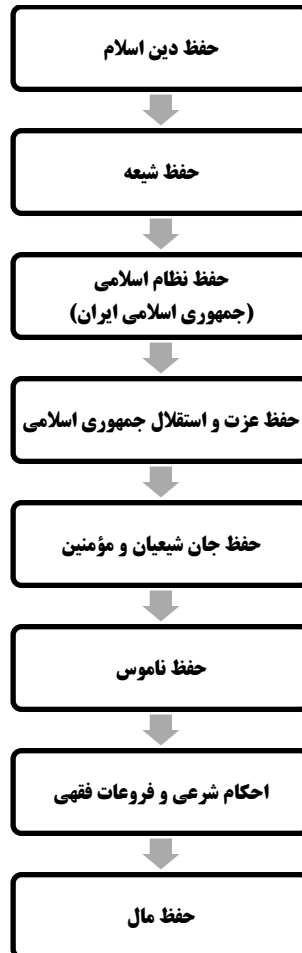 حفظ دین اسلام
حفظ شیعه
حفظ نظام اسلامی
(جمهوری اسلامی ایران)
حفظ عزت و استقلال جمهوری اسلامی
حفظ جان شیعیان و مؤمنین
حفظ ناموس
احکام شرعی و فروعات فقهی
حفظ مال